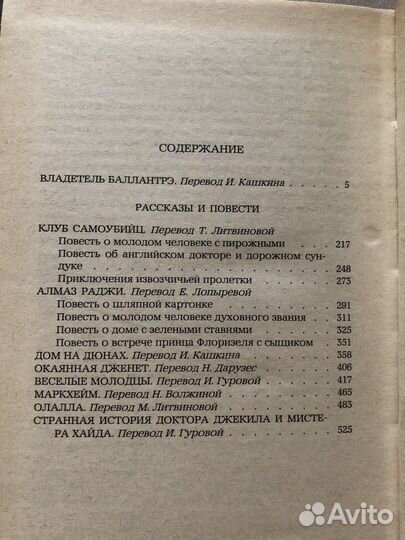 СОДЕРЖАНИЕ
ВЛАДЕТЕЛЬ БАЛЛАНТРЭ. Перевод И. Кашкина . . . . . 5
РАССКАЗЫ И ПОВЕСТИ
КЛУБ САМОУБИЙЦ. Перевод Т. Литвиновой
Повесть о молодом человеке с пирожными . . . . 217
Повесть об английском докторе и дорожном сун-
дуке . . . . . . . . . . . . . . . 248
Приключения извозчичьей пролетки . . . . . . 273
АЛМАЗ РАДЖИ. Перевод Е. Лопыревой
Повесть о шляпной картонке . . . . . . . . 291
Повесть о молодом человеке духовного звания . . . 311
Повесть о доме с зелеными ставнями . . . . . 325
Повесть о встрече принца Флоризеля с сыщиком . . 351
ДОМ НА ДЮНАХ. Перевод И. Кашкина . . . . . . 358
ОКАЯННАЯ ДЖЕНЕТ. Перевод Н. Дарузес . . . . . 406
ВЕСЕЛЫЕ МОЛОДЦЫ. Перевод И. Гуровой . . . . . 417
МАРКХЕЙМ. Перевод Н. Волжиной . . . . . . . 465
ОЛАЛЛА. Перевод М. Литвиновой . . . . . . . 483
СТРАННАЯ ИСТОРИЯ ДОКТОРА ДЖЕКИЛА И МИСТЕ-
РА ХАЙДА. Перевод И. Гуровой . . . . . . . 525
Avito